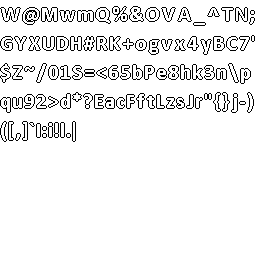 W@MwmQ%&OVA_^TN;
GYXUDH#RK+ogvx4yBC7'
$Z~/01S=<65bPe8hk3n\p
qu92>d*?EacFftLzsJr"{}j-)
([,]`I:i!l.|